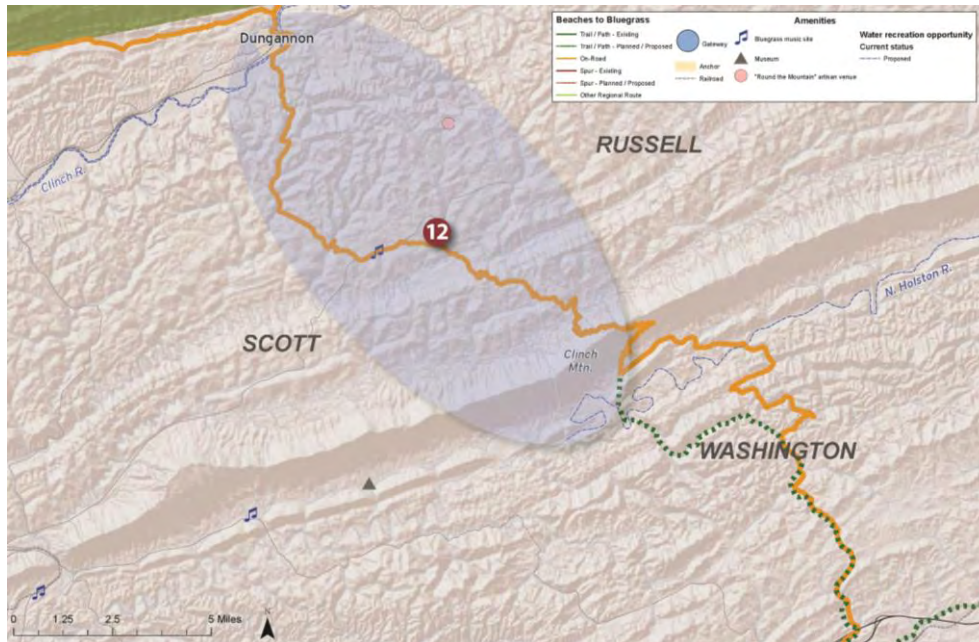 Dungannon
Beaches to Bluegrass
Trail / Path - Existing
Trail / Path - Planned / Proposed
On-Road
Spur - Existing
Spur - Planned / Proposed
Other Regional Route
Gateway
Anchor
Railroad
Amenities
Bluegrass music site
Museum
"Round the Mountain" artisan venue
Water recreation opportunity
Current status
Proposed
RUSSELL
Clinch R.
12
N. Holston R.
SCOTT
Clinch
Mtn.
WASHINGTON
0 1.25 2.5 5 Miles
N